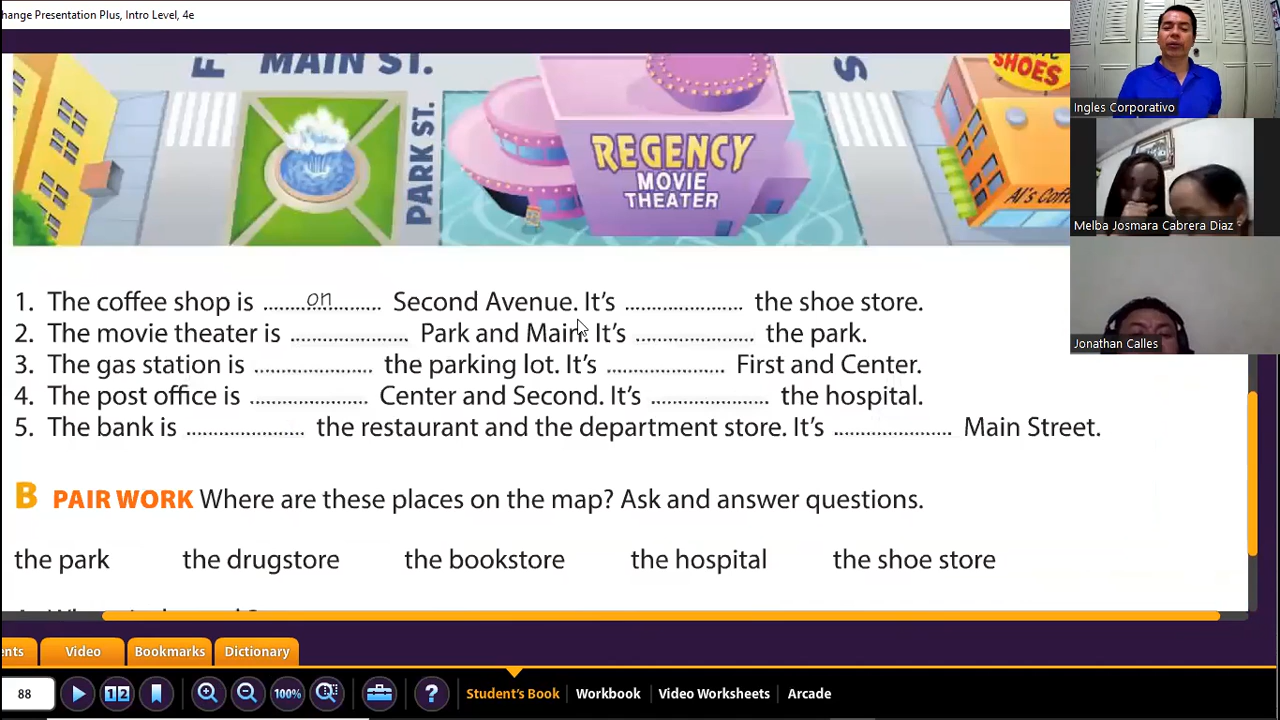 change Presentation Plus, Intro Level, 4e
F
MAIN ST.
S
SHOES
PARK ST.
REGENCY
MOVIE
THEATER
Al's Coff
Ingles Corporativo
Melba Josmara Cabrera Diaz
Jonathan Calles
1. The coffee shop is ....on.... Second Avenue. It's .................... the shoe store.
2. The movie theater is .................... Park and Main. It's .................... the park.
3. The gas station is .................... the parking lot. It's .................... First and Center.
4. The post office is .................... Center and Second. It's .................... the hospital.
5. The bank is .................... the restaurant and the department store. It's .................... Main Street.
B PAIR WORK Where are these places on the map? Ask and answer questions.
the park the drugstore the bookstore the hospital the shoe store
ents Video Bookmarks Dictionary
88 1 2 100% ? Student's Book Workbook Video Worksheets Arcade